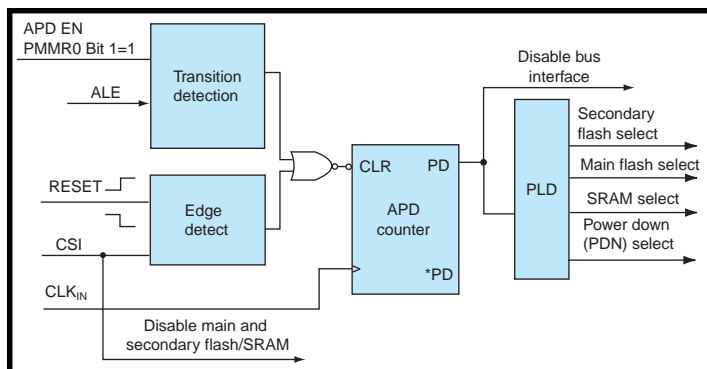 APD EN
PMMR0 Bit 1=1
ALE
Transition
detection
RESET
CSI
Edge
detect
CLKIN
Disable main and
secondary flash/SRAM
CLR
PD
APD
counter
*PD
Disable bus
interface
PLD
Secondary
flash select
Main flash select
SRAM select
Power down
(PDN) select